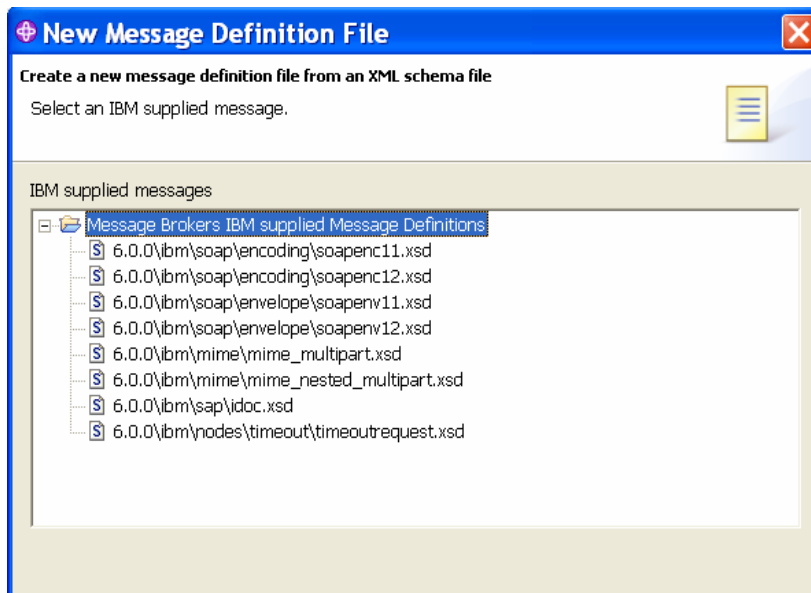 New Message Definition File
Create a new message definition file from an XML schema file
Select an IBM supplied message.
IBM supplied messages
Message Brokers IBM supplied Message Definitions
6.0.0\ibm\soap\encoding\soapenc11.xsd
6.0.0\ibm\soap\encoding\soapenc12.xsd
6.0.0\ibm\soap\envelope\soapenv11.xsd
6.0.0\ibm\soap\envelope\soapenv12.xsd
6.0.0\ibm\mime\mime_multipart.xsd
6.0.0\ibm\mime\mime_nested_multipart.xsd
6.0.0\ibm\sap\idoc.xsd
6.0.0\ibm\nodes\timeout\timeoutrequest.xsd